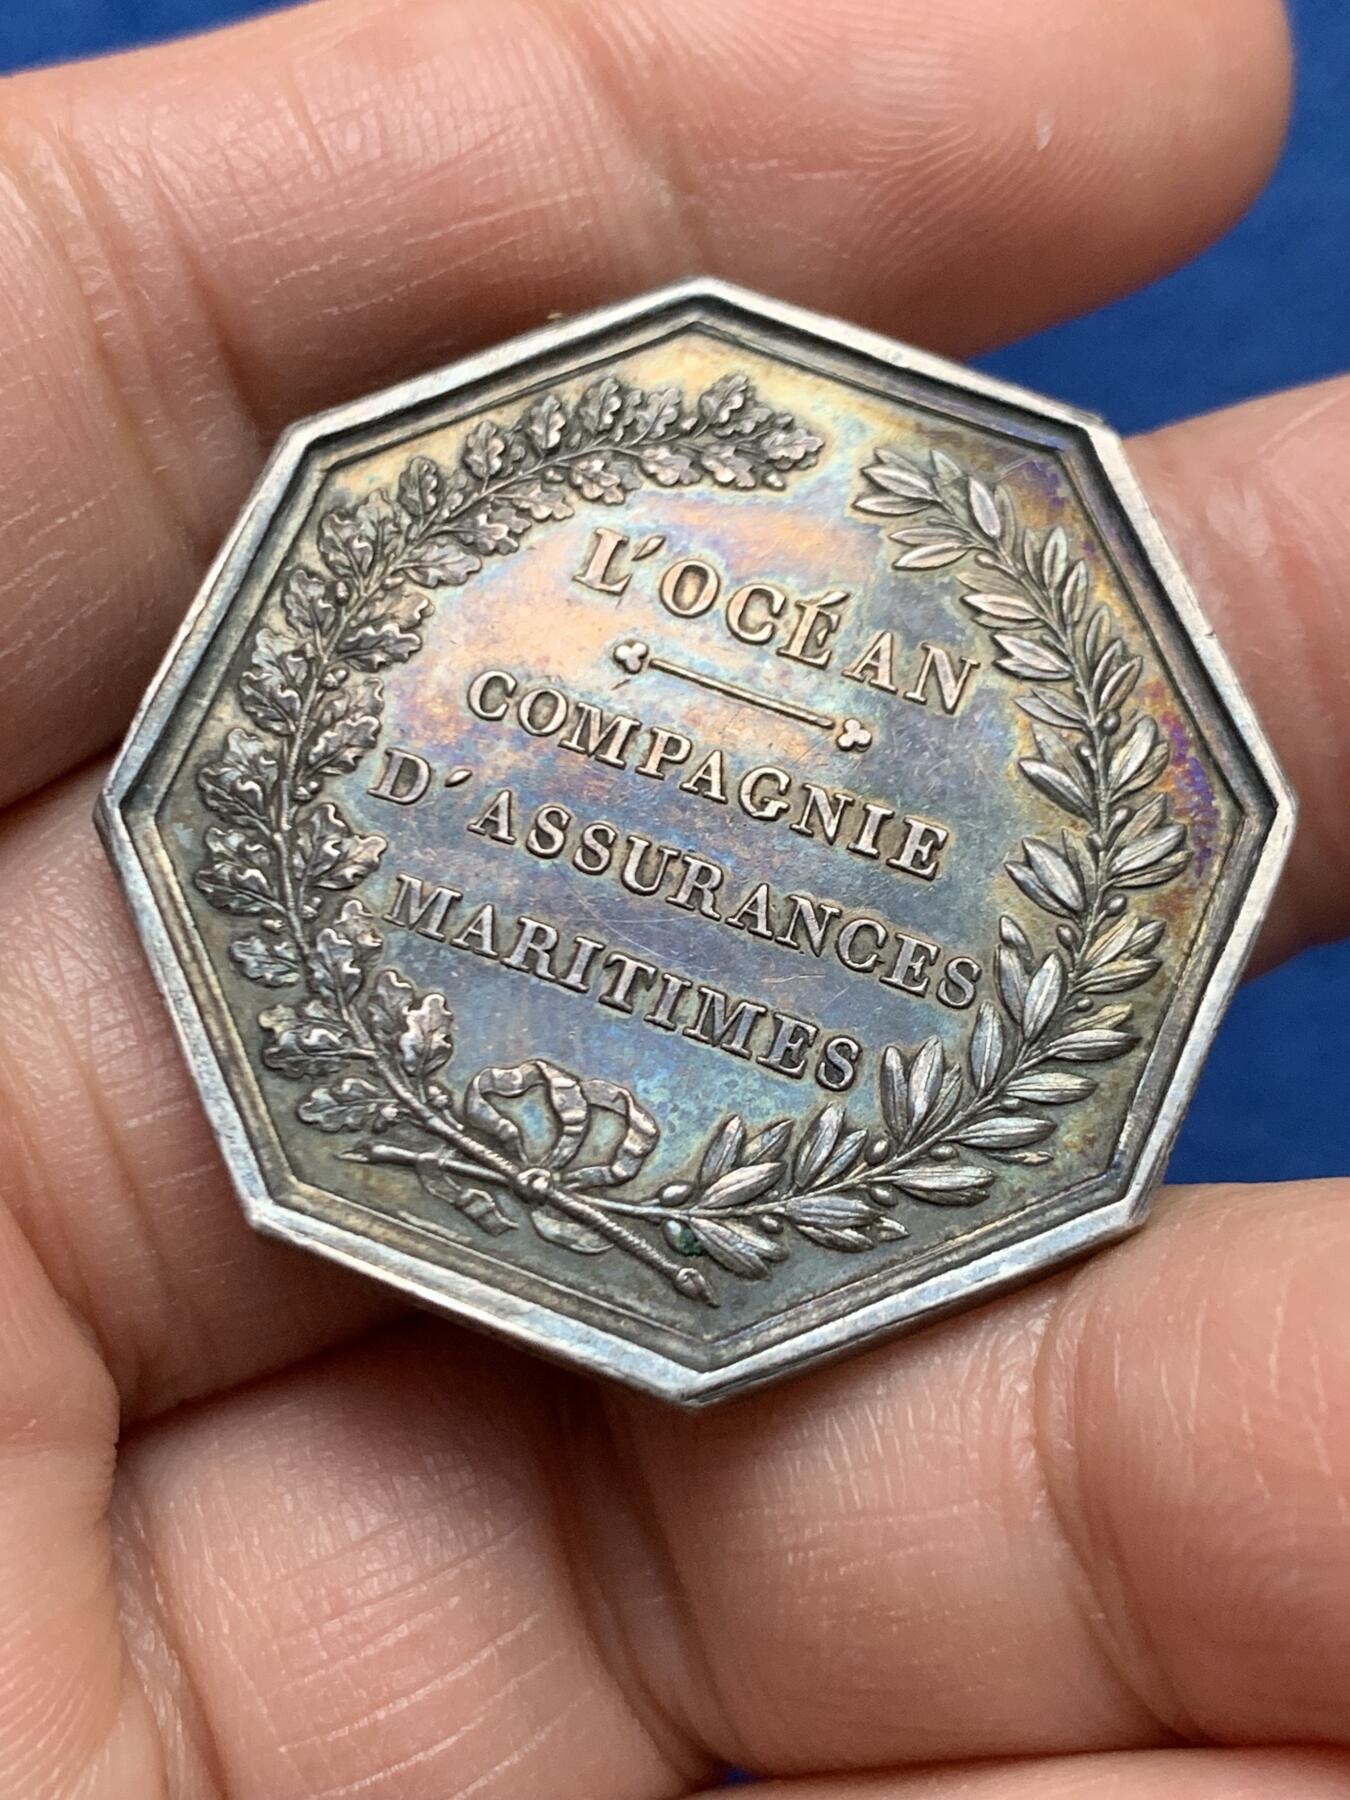 L'OCÉAN
COMPAGNIE
D'ASSURANCES
MARITIMES